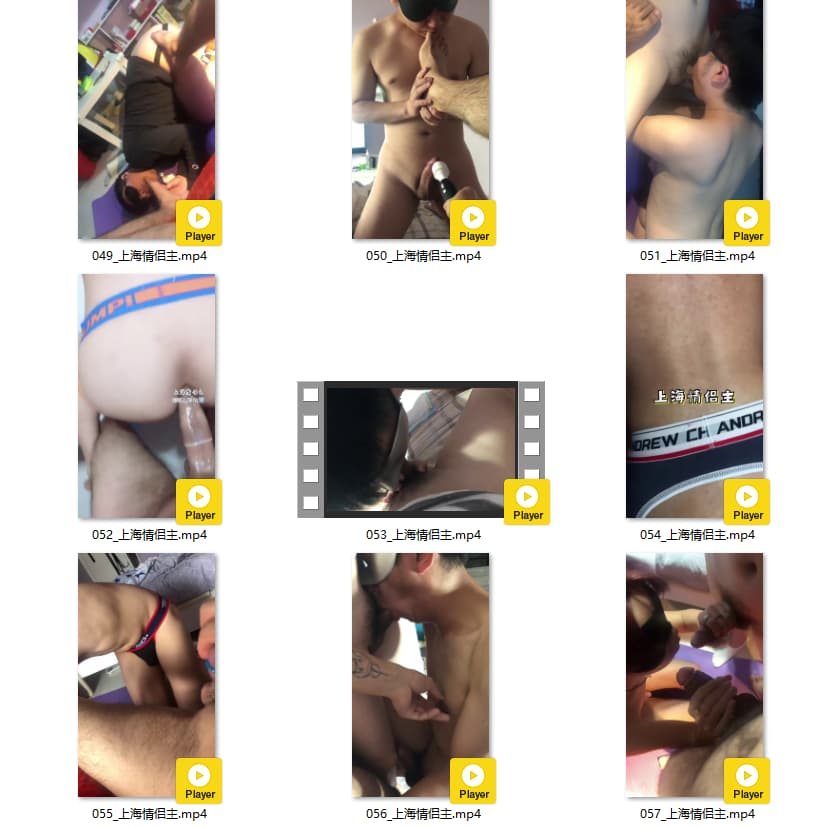 Player
Player
Player
049_上海情侣主.mp4
050_上海情侣主.mp4
051_上海情侣主.mp4
UMP!
上海情侣主
DREW CH ANDR
Player
Player
Player
052_上海情侣主.mp4
053_上海情侣主.mp4
054_上海情侣主.mp4
Player
Player
Player
055_上海情侣主.mp4
056_上海情侣主.mp4
057_上海情侣主.mp4